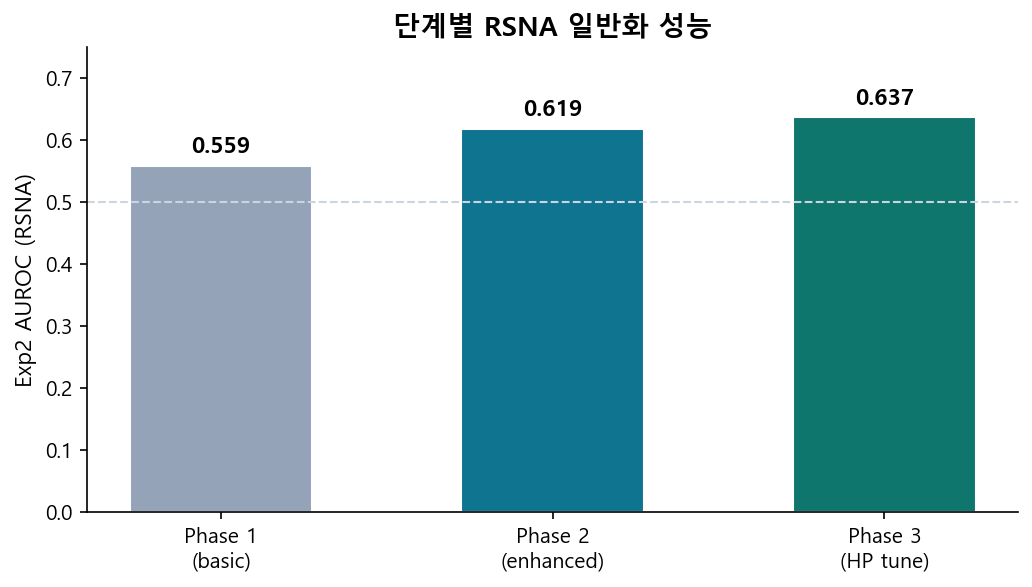 단계별 RSNA 일반화 성능
Exp2 AUROC (RSNA)
0.7
0.6
0.5
0.4
0.3
0.2
0.1
0.0
0.559
0.619
0.637
Phase 1
(basic)
Phase 2
(enhanced)
Phase 3
(HP tune)